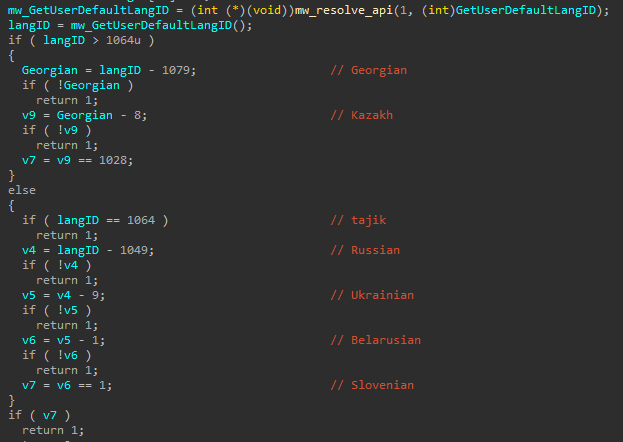 mw_GetUserDefaultLangID = (int (*)(void))mw_resolve_api(1, (int)GetUserDefaultLangID);
langID = mw_GetUserDefaultLangID();
if ( langID > 1064u )
{
  Georgian = langID - 1079; // Georgian
  if ( !Georgian )
    return 1;
  v9 = Georgian - 8; // Kazakh
  if ( !v9 )
    return 1;
  v7 = v9 == 1028;
}
else
{
  if ( langID == 1064 ) // tajik
    return 1;
  v4 = langID - 1049; // Russian
  if ( !v4 )
    return 1;
  v5 = v4 - 9; // Ukrainian
  if ( !v5 )
    return 1;
  v6 = v5 - 1; // Belarusian
  if ( !v6 )
    return 1;
  v7 = v6 == 1; // Slovenian
}
if ( v7 )
  return 1;